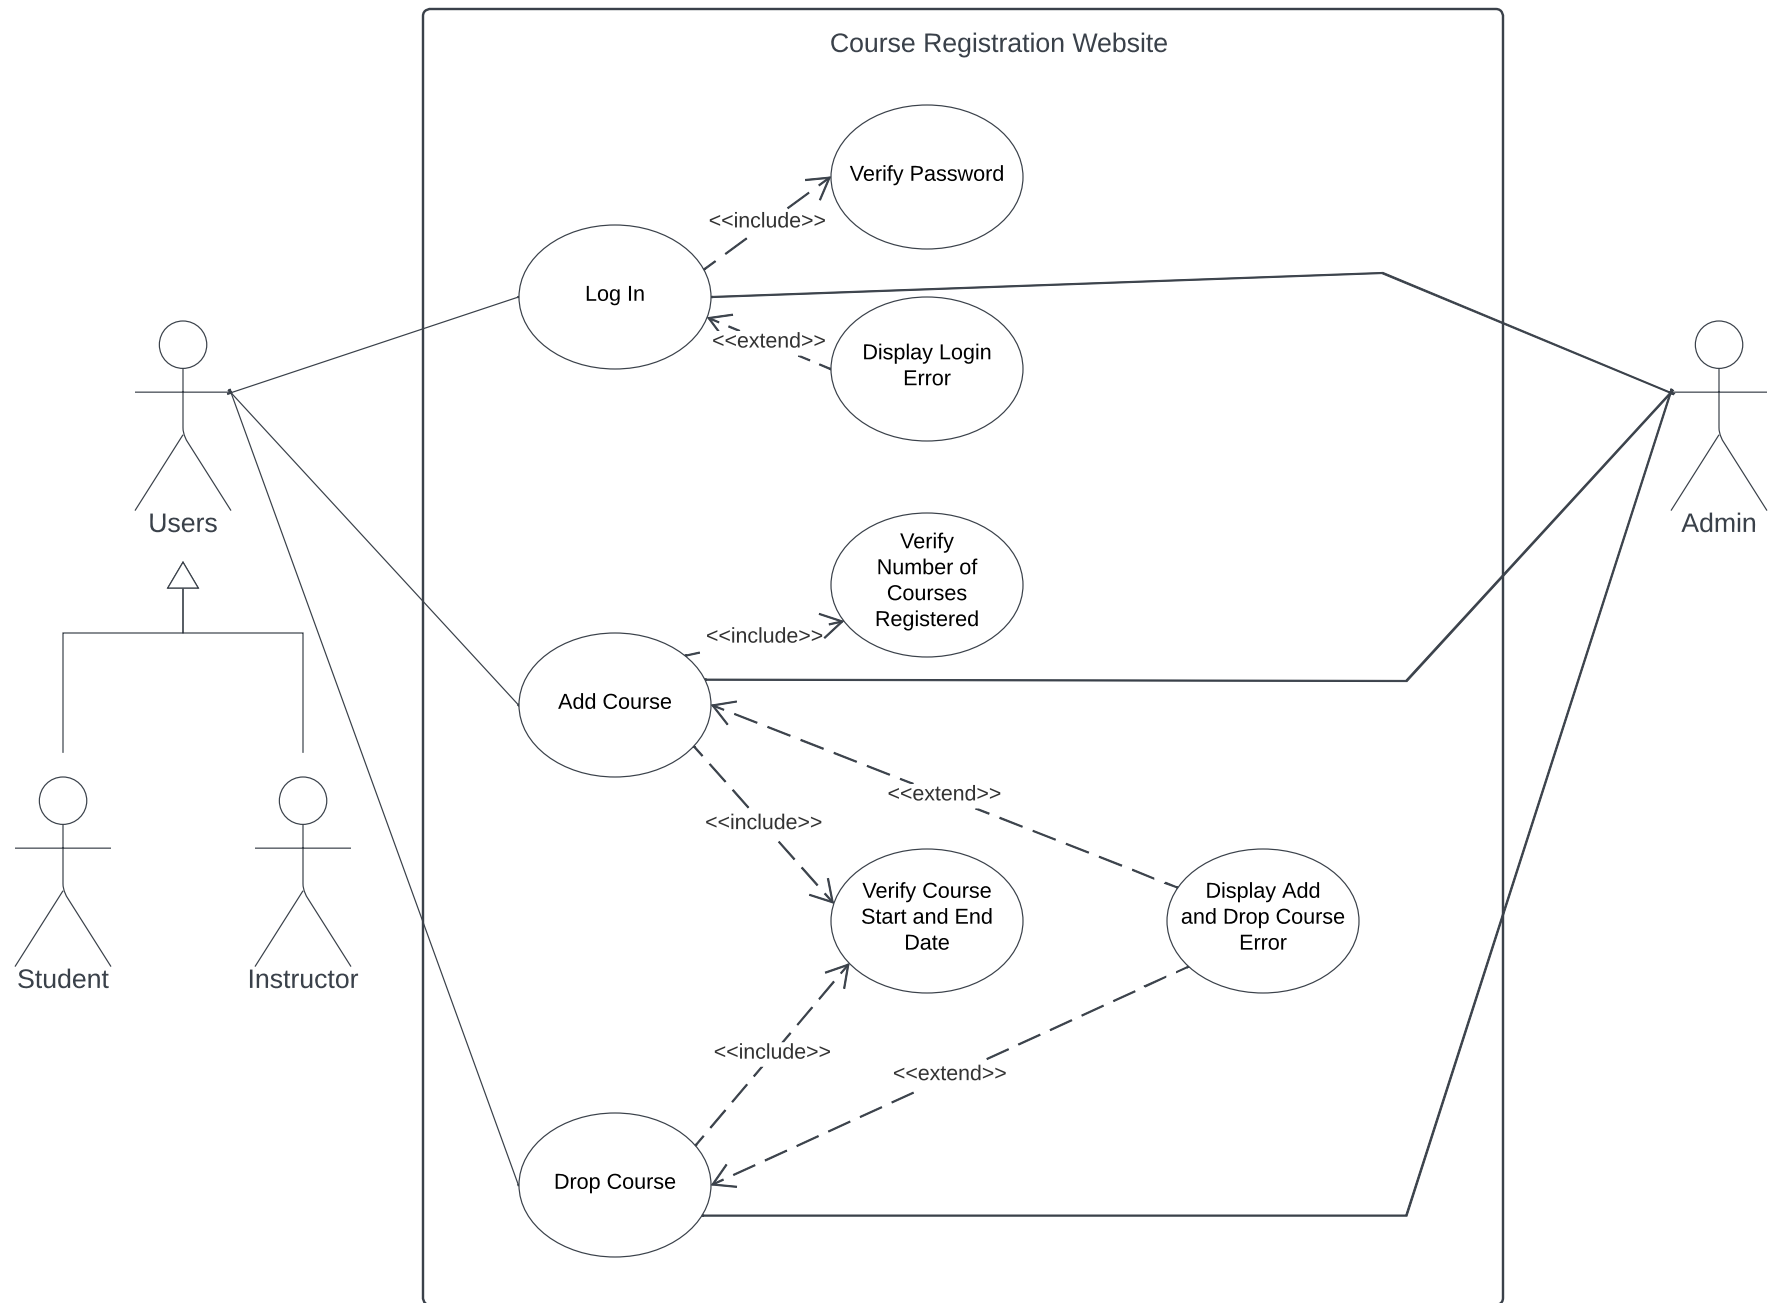 Course Registration Website
Verify Password
<<include>>
Log In
<<extend>>
Display Login
Error
Users
Admin
Verify
Number of
Courses
Registered
<<include>>
Add Course
<<extend>>
<<include>>
Verify Course
Start and End
Date
Display Add
and Drop Course
Error
Student
Instructor
<<include>>
<<extend>>
Drop Course